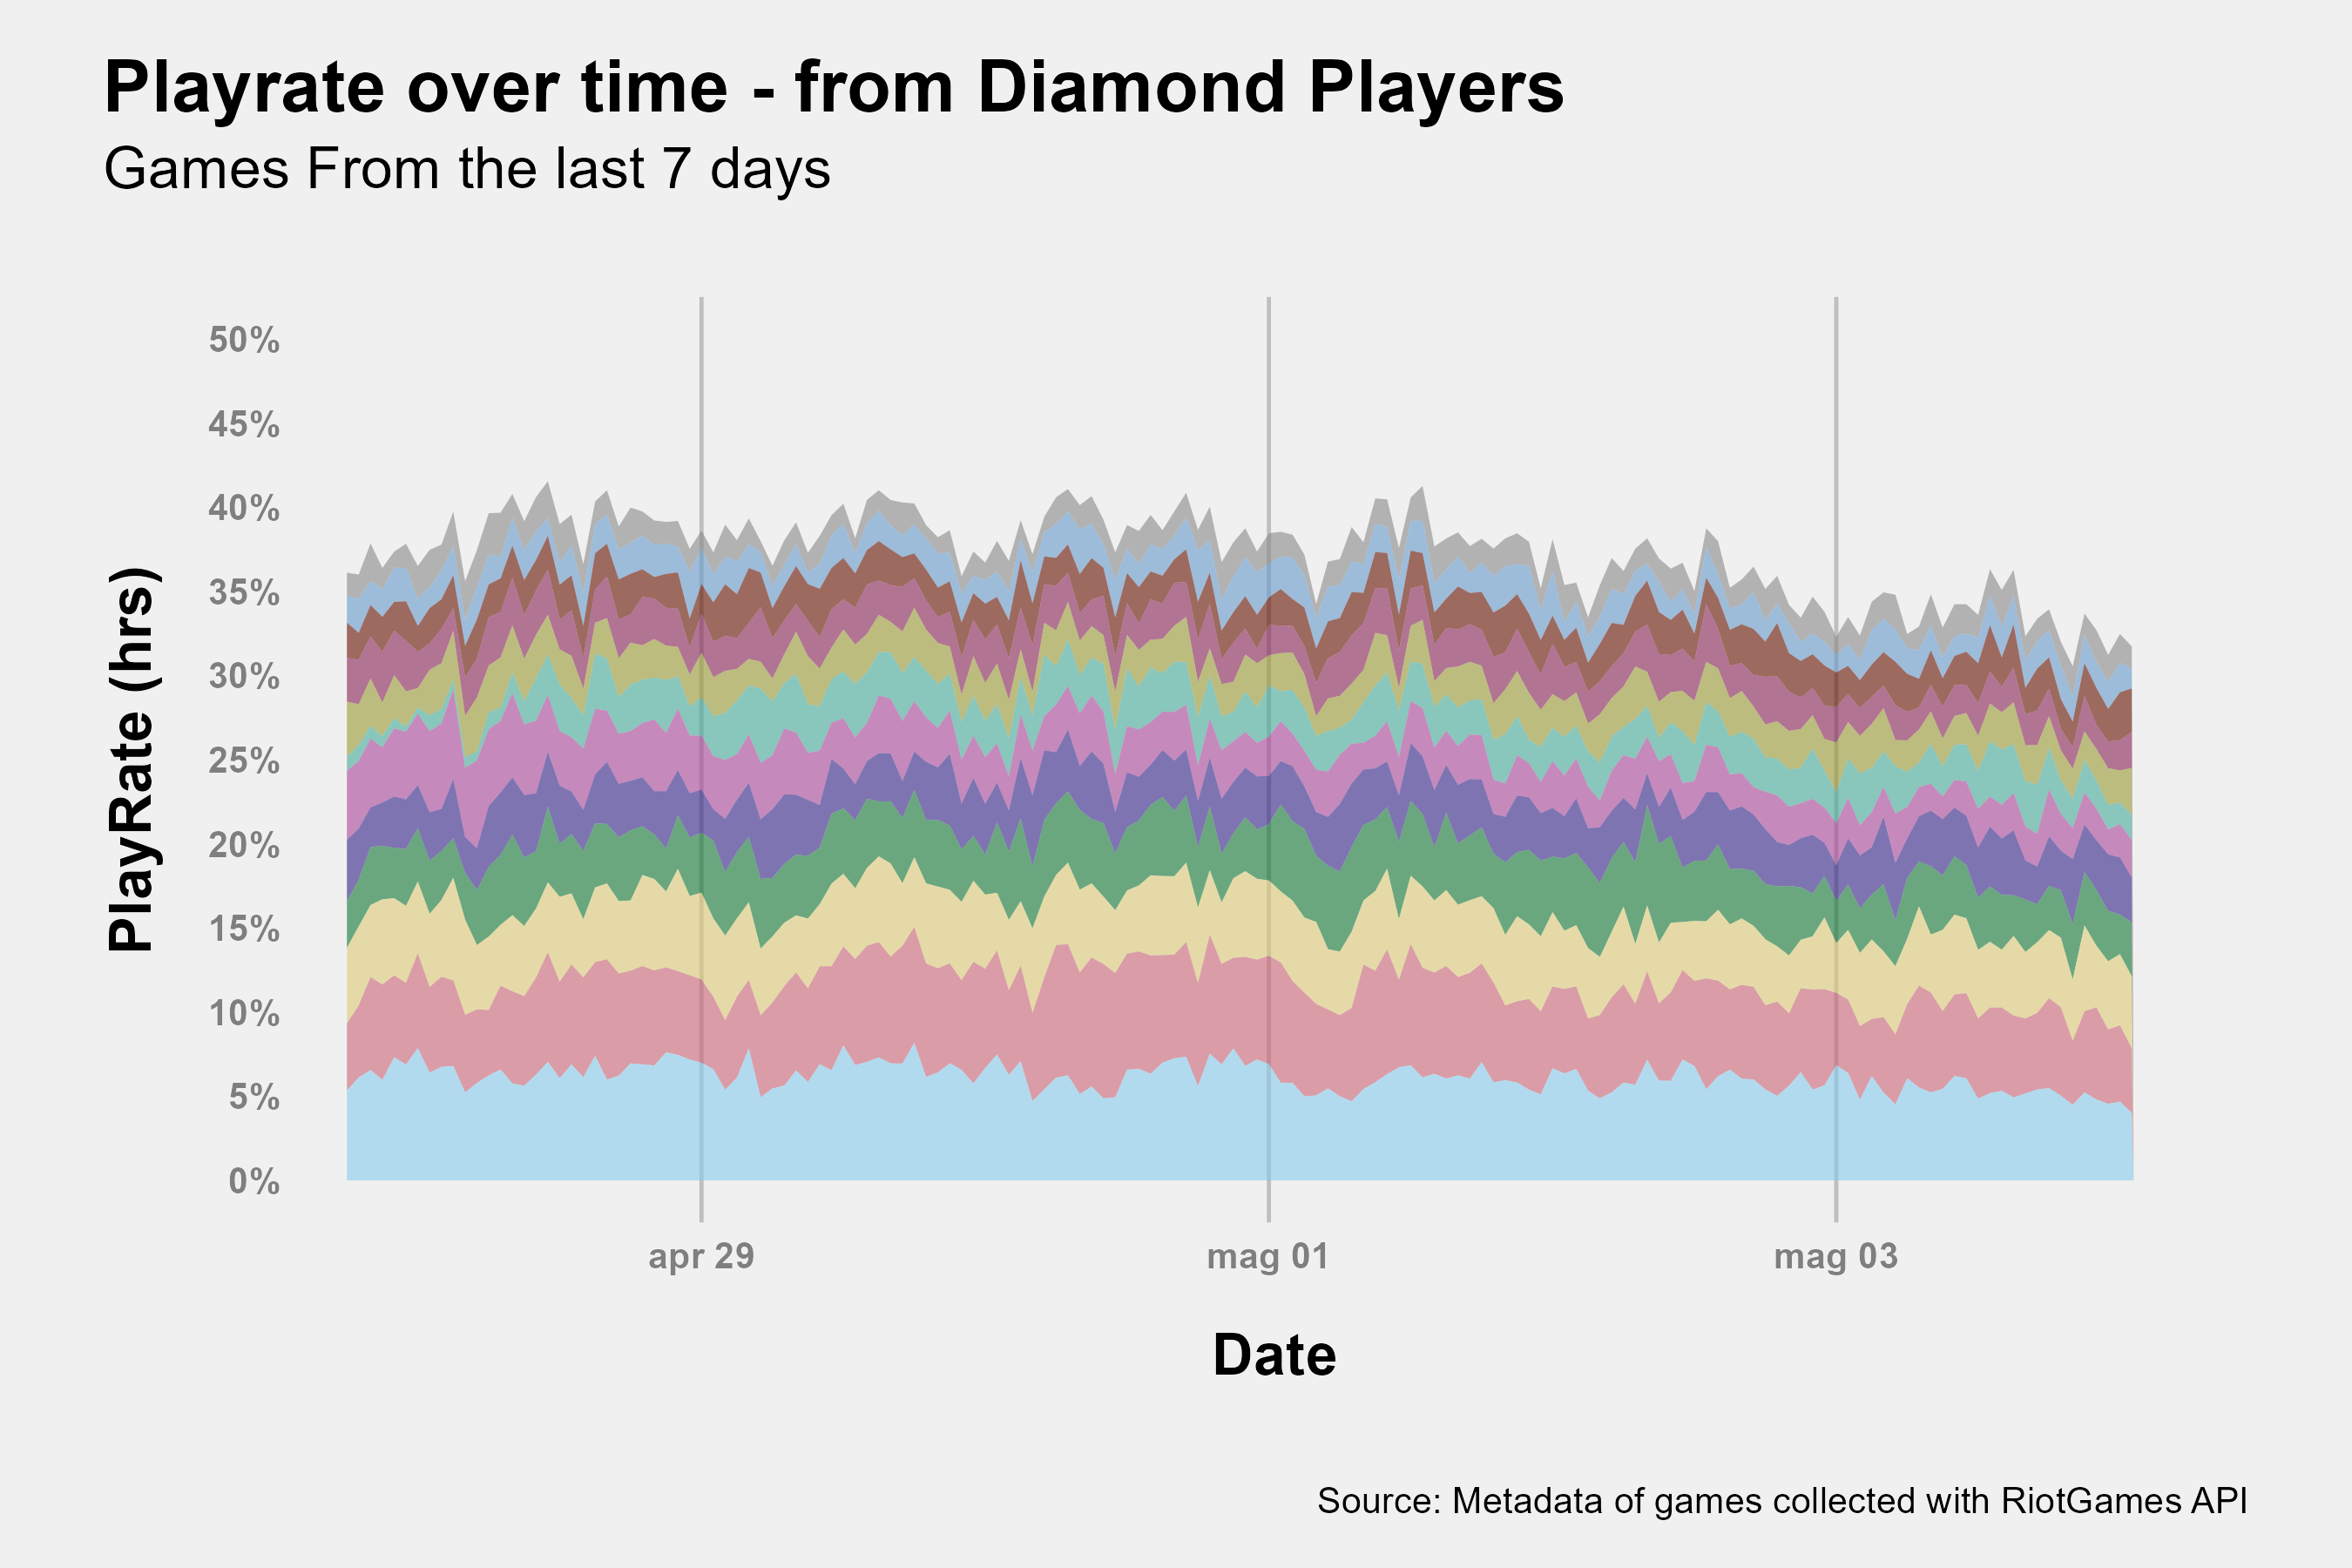 Playrate over time - from Diamond Players
Games From the last 7 days
PlayRate (hrs)
50%
45%
40%
35%
30%
25%
20%
15%
10%
5%
0%
apr 29
mag 01
mag 03
Date
Source: Metadata of games collected with RiotGames API